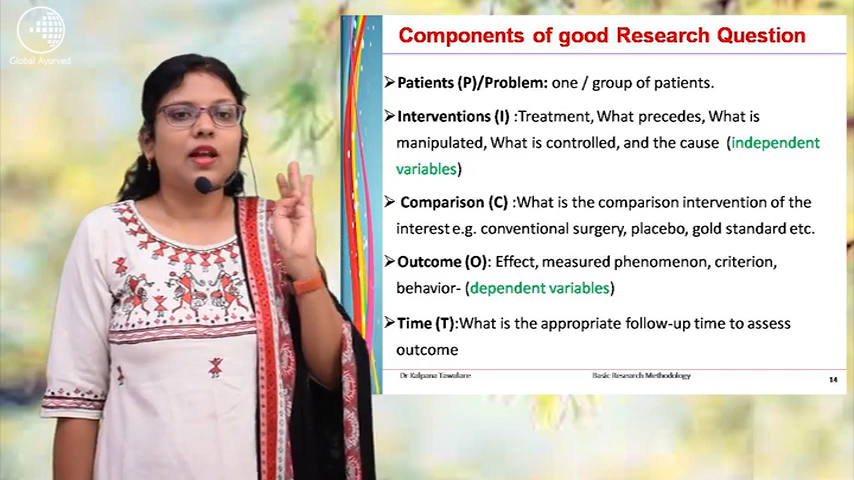 Global Ayurved
Components of good Research Question
➢Patients (P)/Problem: one / group of patients.
➢Interventions (I) :Treatment, What precedes, What is
manipulated, What is controlled, and the cause (independent
variables)
➢ Comparison (C) :What is the comparison intervention of the
interest e.g. conventional surgery, placebo, gold standard etc.
➢Outcome (O): Effect, measured phenomenon, criterion,
behavior- (dependent variables)
➢Time (T):What is the appropriate follow-up time to assess
outcome
Dr Kalpana Tawalare Basic Research Methodology 14